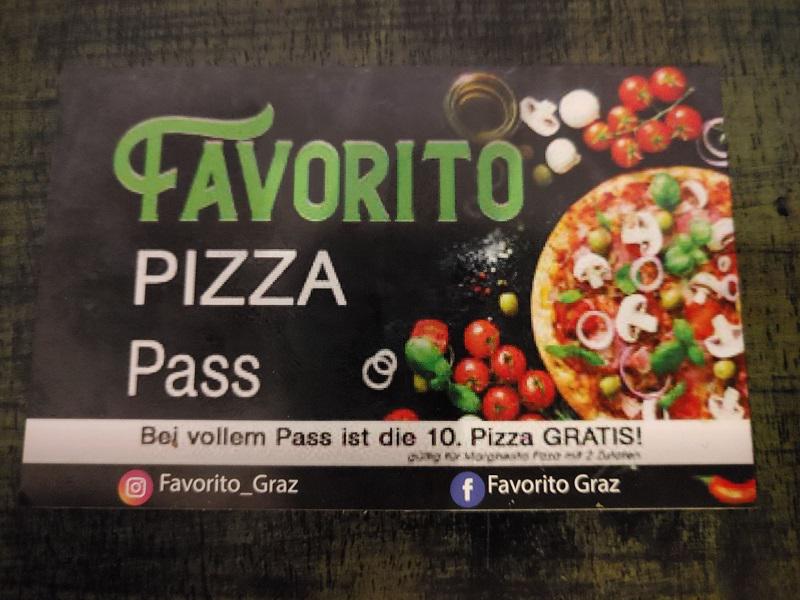 FAVORITO
PIZZA
Pass
Bei vollem Pass ist die 10. Pizza GRATIS!
gültig für Margherita Pizza mit 2 Zutaten
Favorito_Graz
Favorito Graz